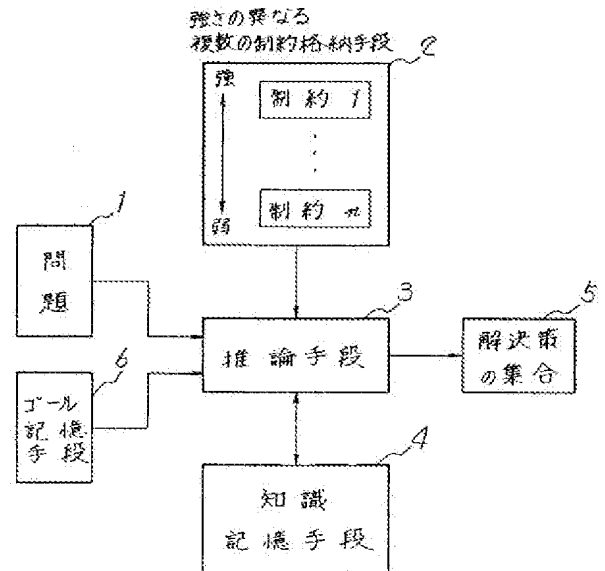 強さの異なる
複数の制約格納手段
2
強
制約 1
弱
制約 n
1
問
題
3
推論手段
5
解決策
の集合
6
ゴール
記憶
手段
4
知識
記憶手段